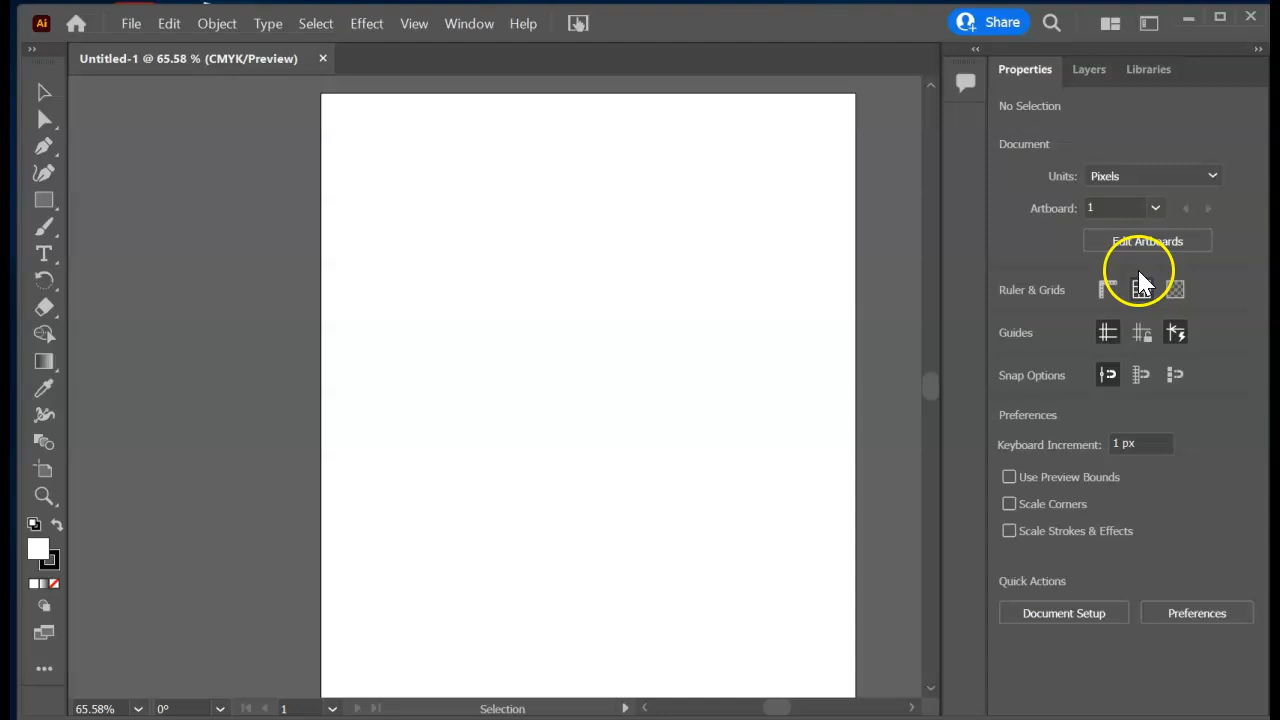 Ai File Edit Object Type Select Effect View Window Help Share
Untitled-1 @ 65.58 % (CMYK/Preview)
Properties Layers Libraries
No Selection
Document
Units: Pixels
Artboard: 1
Edit Artboards
Ruler & Grids
Guides
Snap Options
Preferences
Keyboard Increment: 1 px
Use Preview Bounds
Scale Corners
Scale Strokes & Effects
Quick Actions
Document Setup Preferences
65.58% 0° 1 Selection